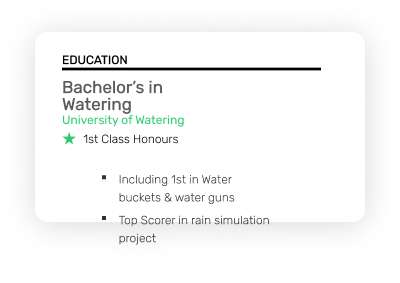 EDUCATION
Bachelor's in
Watering
University of Watering
1st Class Honours
Including 1st in Water
buckets & water guns
Top Scorer in rain simulation
project